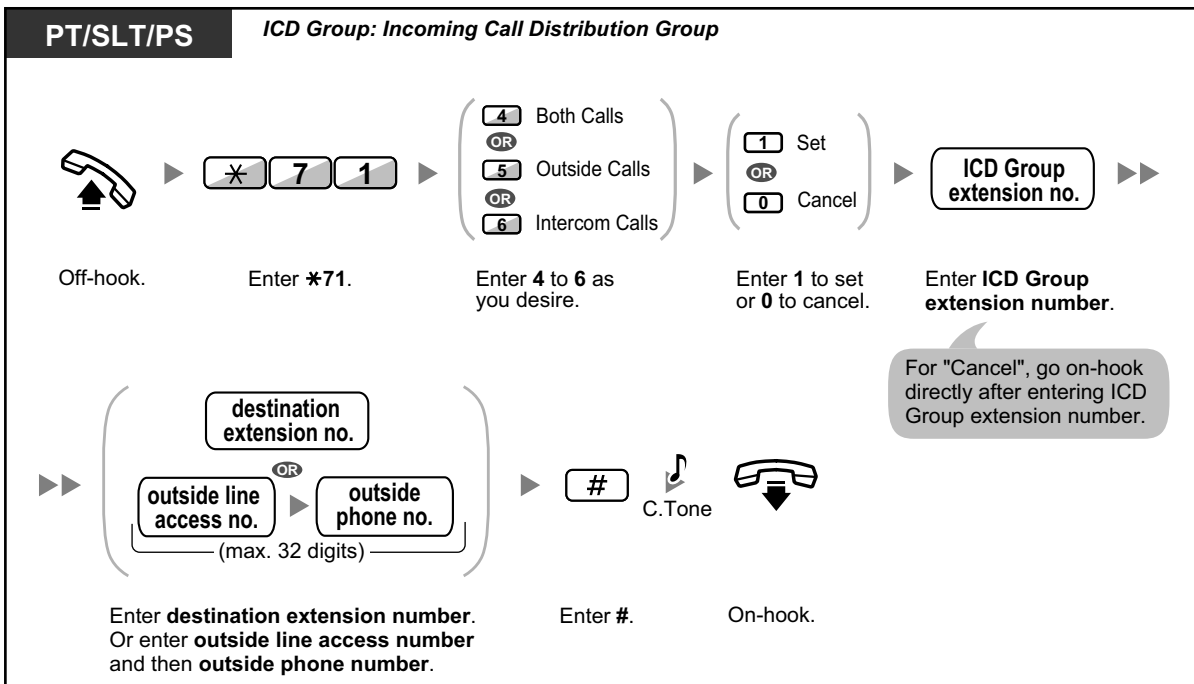 PT/SLT/PS
ICD Group: Incoming Call Distribution Group
4 Both Calls
OR
5 Outside Calls
OR
6 Intercom Calls
1 Set
OR
0 Cancel
ICD Group
extension no.
* 7 1
Off-hook.
Enter *71.
Enter 4 to 6 as
you desire.
Enter 1 to set
or 0 to cancel.
Enter ICD Group
extension number.
For "Cancel", go on-hook
directly after entering ICD
Group extension number.
destination
extension no.
OR
outside line
access no.
outside
phone no.
(max. 32 digits)
#
C.Tone
Enter destination extension number.
Or enter outside line access number
and then outside phone number.
Enter #.
On-hook.